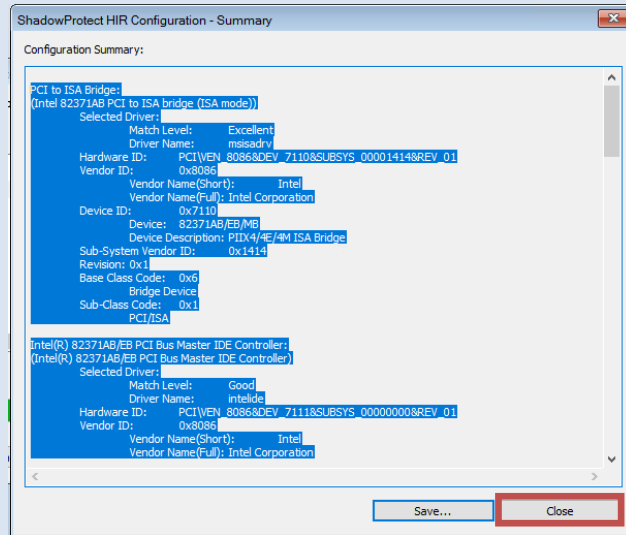 ShadowProtect HIR Configuration - Summary
Configuration Summary:
PCI to ISA Bridge:
(Intel 82371AB PCI to ISA bridge (ISA mode))
Selected Driver:
Match Level: Excellent
Driver Name: msisadrv
Hardware ID: PCI\VEN_8086&DEV_7110&SUBSYS_00001414&REV_01
Vendor ID: 0x8086
Vendor Name(Short): Intel
Vendor Name(Full): Intel Corporation
Device ID: 0x7110
Device: 82371AB/EB/MB
Device Description: PIIX4/4E/4M ISA Bridge
Sub-System Vendor ID: 0x1414
Revision: 0x1
Base Class Code: 0x6
Bridge Device
Sub-Class Code: 0x1
PCI/ISA
Intel(R) 82371AB/EB PCI Bus Master IDE Controller:
(Intel(R) 82371AB/EB PCI Bus Master IDE Controller)
Selected Driver:
Match Level: Good
Driver Name: intelide
Hardware ID: PCI\VEN_8086&DEV_7111&SUBSYS_00000000&REV_01
Vendor ID: 0x8086
Vendor Name(Short): Intel
Vendor Name(Full): Intel Corporation
Save... Close